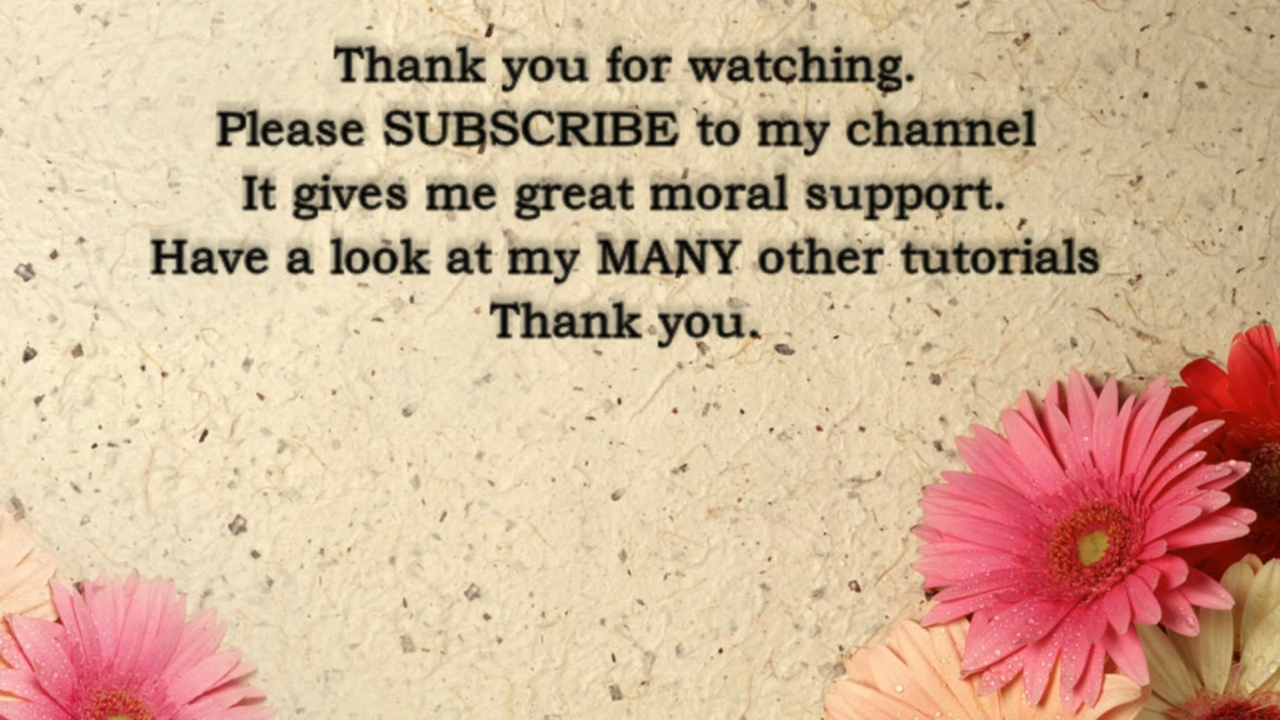 Thank you for watching.
Please SUBSCRIBE to my channel
It gives me great moral support.
Have a look at my MANY other tutorials
Thank you.